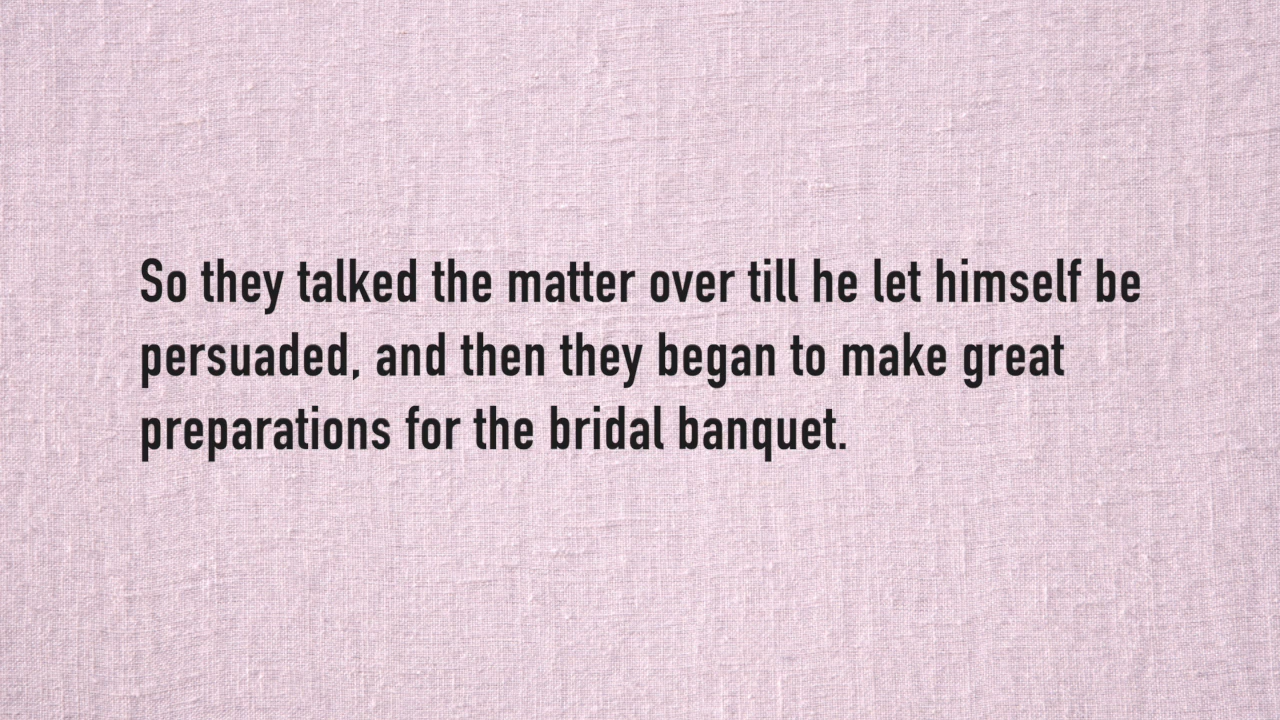 So they talked the matter over till he let himself be
persuaded, and then they began to make great
preparations for the bridal banquet.